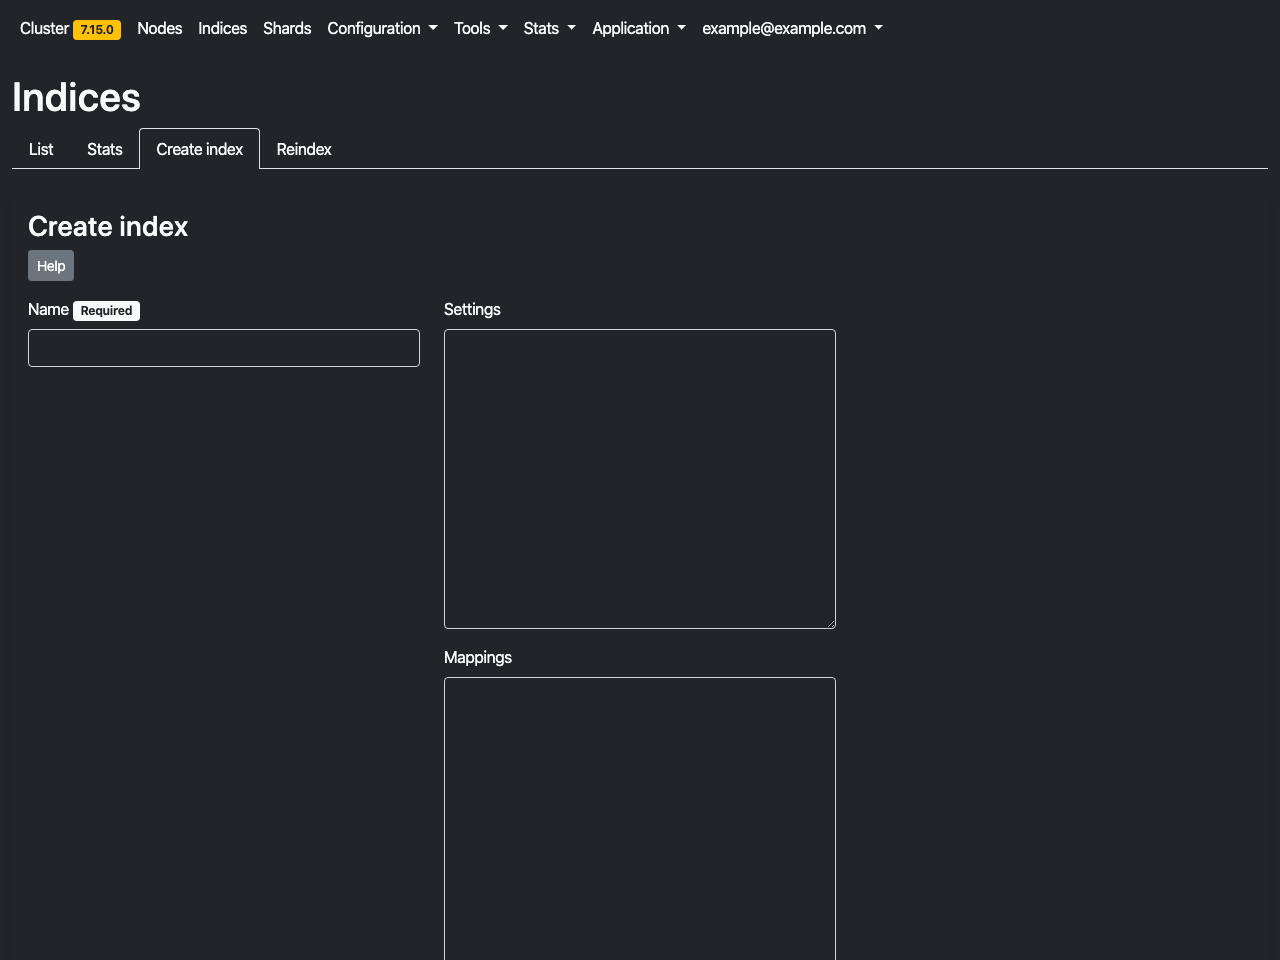 Cluster 7.15.0 Nodes Indices Shards Configuration Tools Stats Application example@example.com
Indices
List Stats Create index Reindex
Create index
Help
Name Required
Settings
Mappings